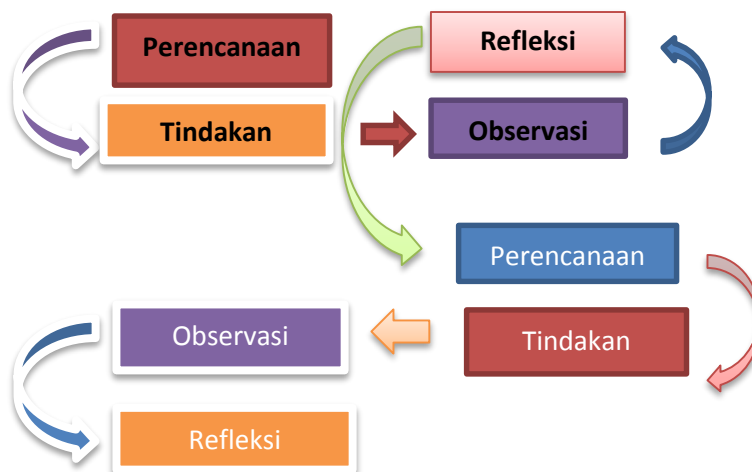 Perencanaan
Refleksi
Tindakan
Observasi
Perencanaan
Observasi
Tindakan
Refleksi